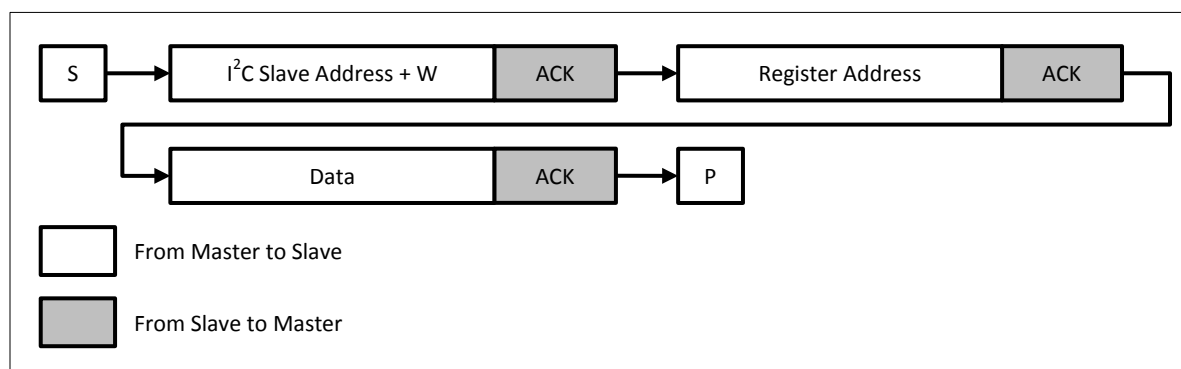 S I²C Slave Address + W ACK Register Address ACK
Data ACK P
From Master to Slave
From Slave to Master